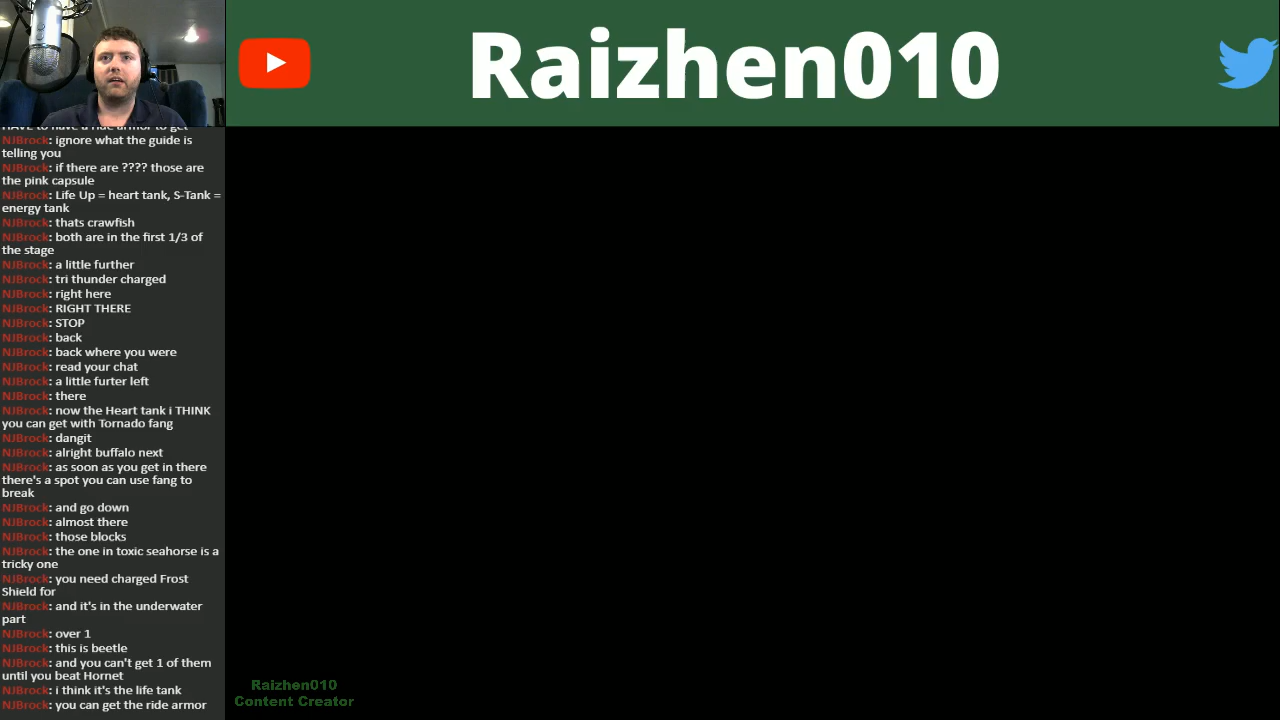 Raizhen010
HAVE to have a ride armor to get
NJBrock: ignore what the guide is
telling you
NJBrock: if there are ???? those are
the pink capsule
NJBrock: Life Up = heart tank, S-Tank =
energy tank
NJBrock: thats crawfish
NJBrock: both are in the first 1/3 of
the stage
NJBrock: a little further
NJBrock: tri thunder charged
NJBrock: right here
NJBrock: RIGHT THERE
NJBrock: STOP
NJBrock: back
NJBrock: back where you were
NJBrock: read your chat
NJBrock: a little furter left
NJBrock: there
NJBrock: now the Heart tank i THINK
you can get with Tornado fang
NJBrock: dangit
NJBrock: alright buffalo next
NJBrock: as soon as you get in there
there's a spot you can use fang to
break
NJBrock: and go down
NJBrock: almost there
NJBrock: those blocks
NJBrock: the one in toxic seahorse is a
tricky one
NJBrock: you need charged Frost
Shield for
NJBrock: and it's in the underwater
part
NJBrock: over 1
NJBrock: this is beetle
NJBrock: and you can't get 1 of them
until you beat Hornet
NJBrock: i think it's the life tank
NJBrock: you can get the ride armor
Raizhen010
Content Creator